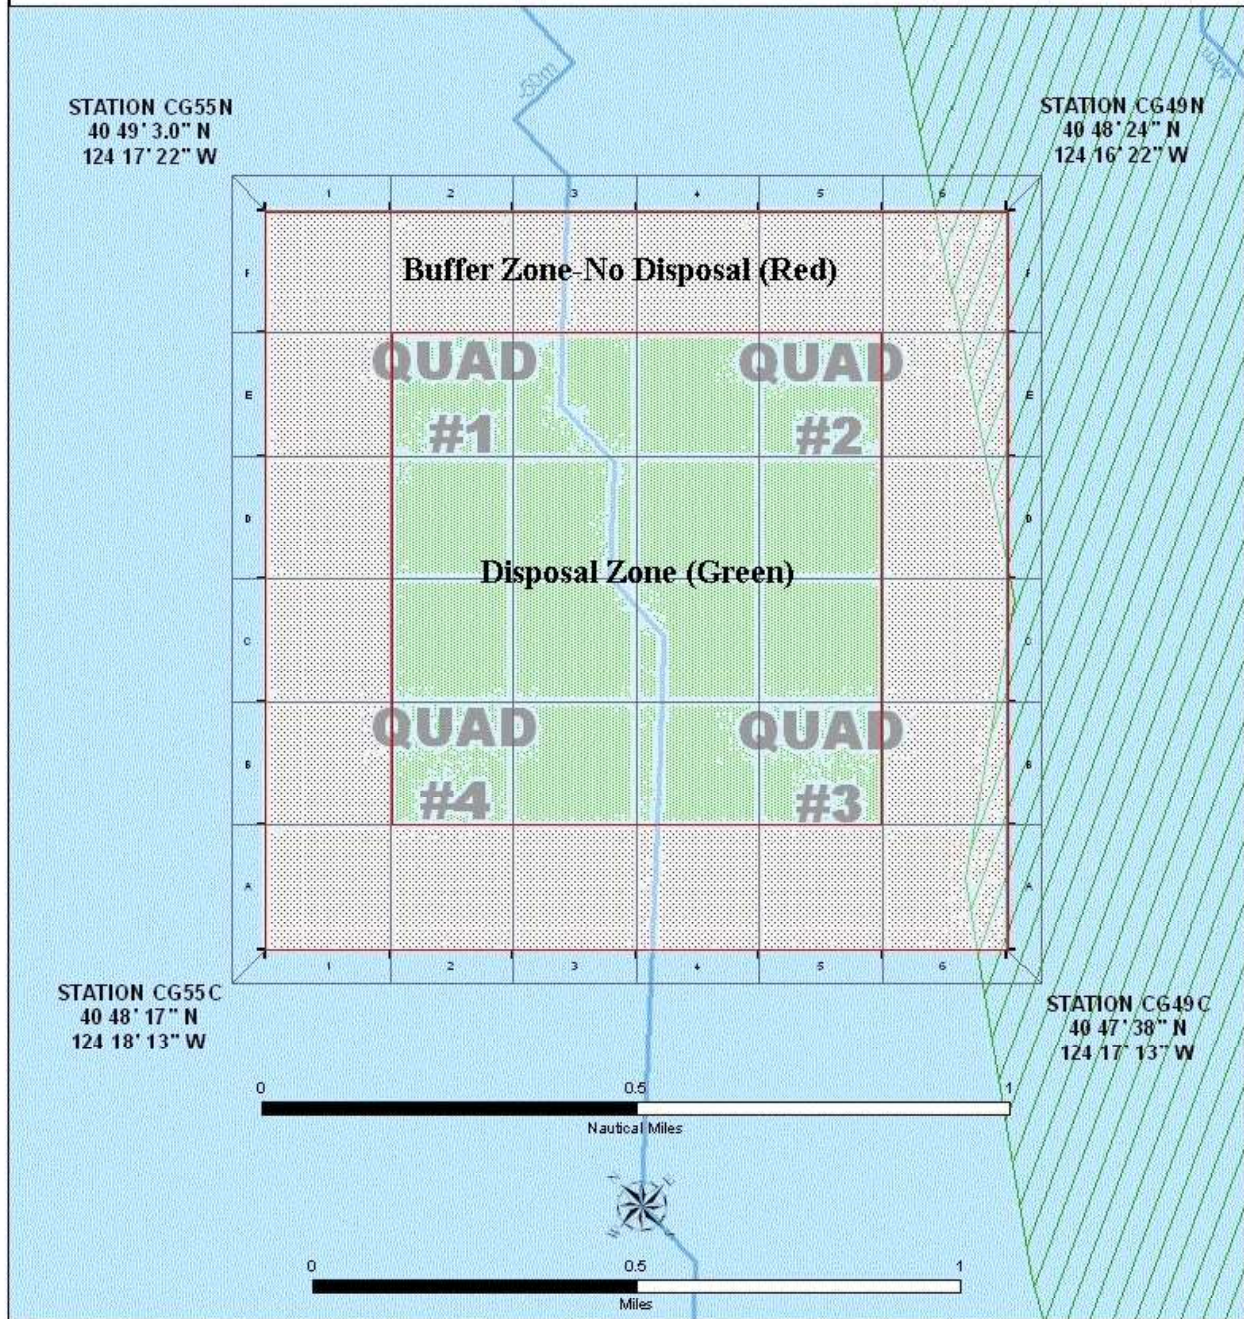 -50m
-40m
STATION CG55N
40 49' 3.0" N
124 17' 22" W
STATION CG49N
40 48' 24" N
124 16' 22" W
1 2 3 4 5 6
F F
Buffer Zone-No Disposal (Red)
QUAD QUAD
E E
#1 #2
D D
Disposal Zone (Green)
C C
QUAD QUAD
B B
#4 #3
A A
1 2 3 4 5 6
STATION CG55C
40 48' 17" N
124 18' 13" W
STATION CG49C
40 47' 38" N
124 17' 13" W
0 0.5 1
Nautical Miles
0 0.5 1
Miles